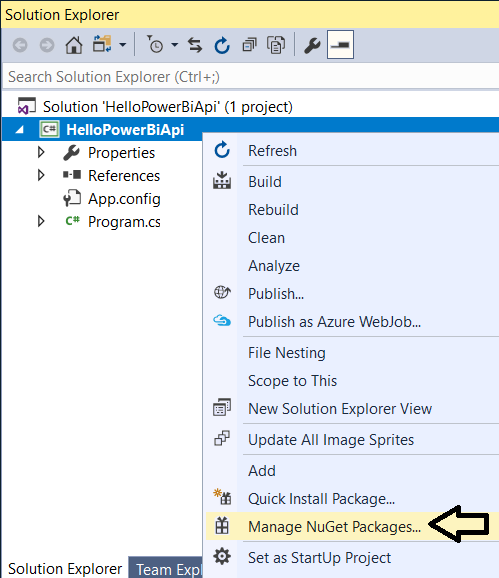 Solution Explorer
Search Solution Explorer (Ctrl+;)
Solution 'HelloPowerBiApi' (1 project)
C# HelloPowerBiApi
Properties
References
App.config
C# Program.cs
Refresh
Build
Rebuild
Clean
Analyze
Publish...
Publish as Azure WebJob...
File Nesting
Scope to This
New Solution Explorer View
Update All Image Sprites
Add
Quick Install Package...
Manage NuGet Packages...
Set as StartUp Project
Solution Explorer Team Expl